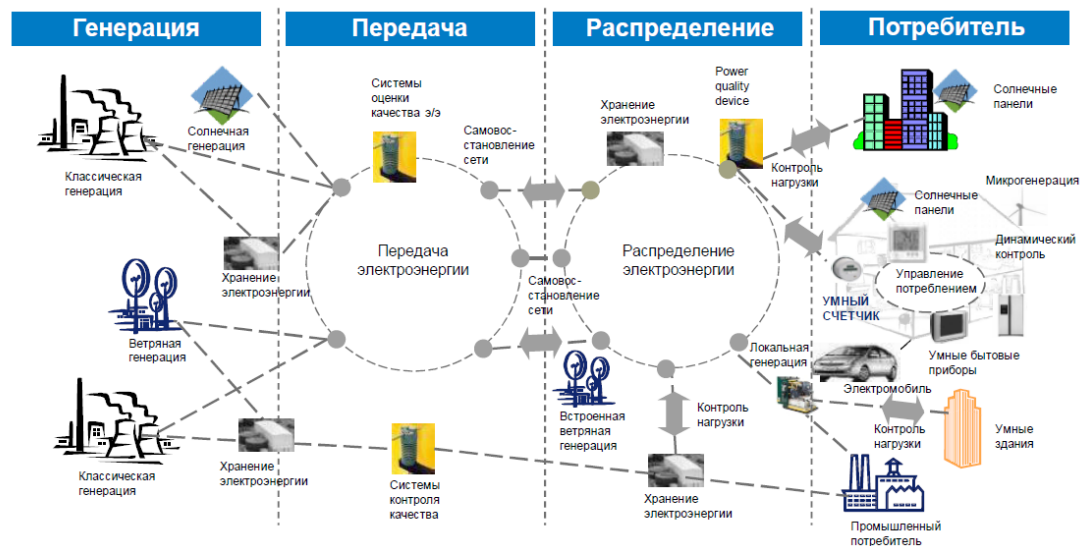 Генерация
Передача
Распределение
Потребитель
Солнечная
генерация
Классическая
генерация
Хранение
электроэнергии
Ветряная
генерация
Классическая
генерация
Хранение
электроэнергии
Системы
оценки
качества э/э
Самовос-
становление
сети
Передача
электроэнергии
Самовос-
становление
сети
Системы
контроля
качества
Хранение
электроэнергии
Power
quality
device
Контроль
нагрузки
Распределение
электроэнергии
Встроенная
ветряная
генерация
Контроль
нагрузки
Локальная
генерация
Хранение
электроэнергии
Солнечные
панели
Микрогенерация
Солнечные
панели
Динамический
контроль
Управление
потреблением
УМНЫЙ
СЧЕТЧИК
Умные бытовые
приборы
Электромобиль
Контроль
нагрузки
Умные
здания
Промышленный
потребитель